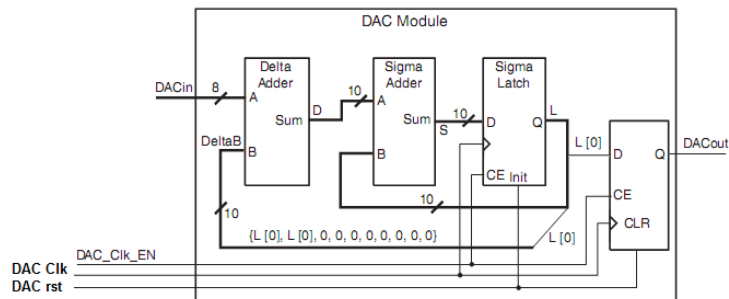 DAC Module
Delta Adder
Sigma Adder
Sigma Latch
DACin
8
A
Sum
D
10
A
Sum
S
10
D
Q
L
DeltaB
B
B
CE
Init
L [0]
D
Q
DACout
CE
CLR
10
10
{L [0], L [0], 0, 0, 0, 0, 0, 0, 0, 0}
L [0]
DAC_Clk_EN
DAC Clk
DAC rst